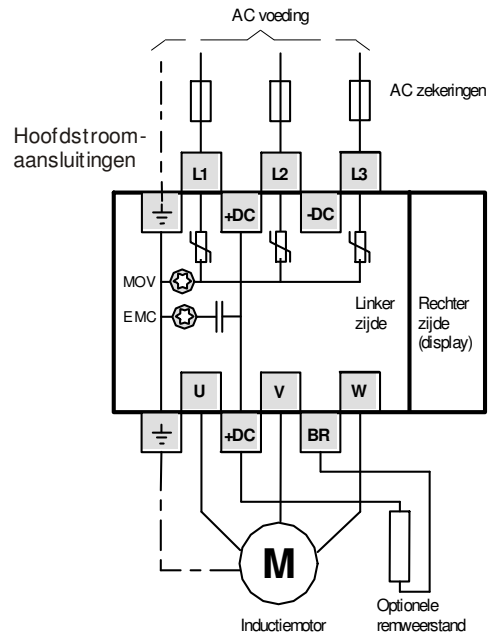 AC voeding
AC zekeringen
Hoofdstroom-
aansluitingen
L1 L2 L3
+DC -DC
MOV
EMC
Linker
zijde
Rechter
zijde
(display)
U V W
+DC BR
M
Inductiemotor
Optionele
remweerstand